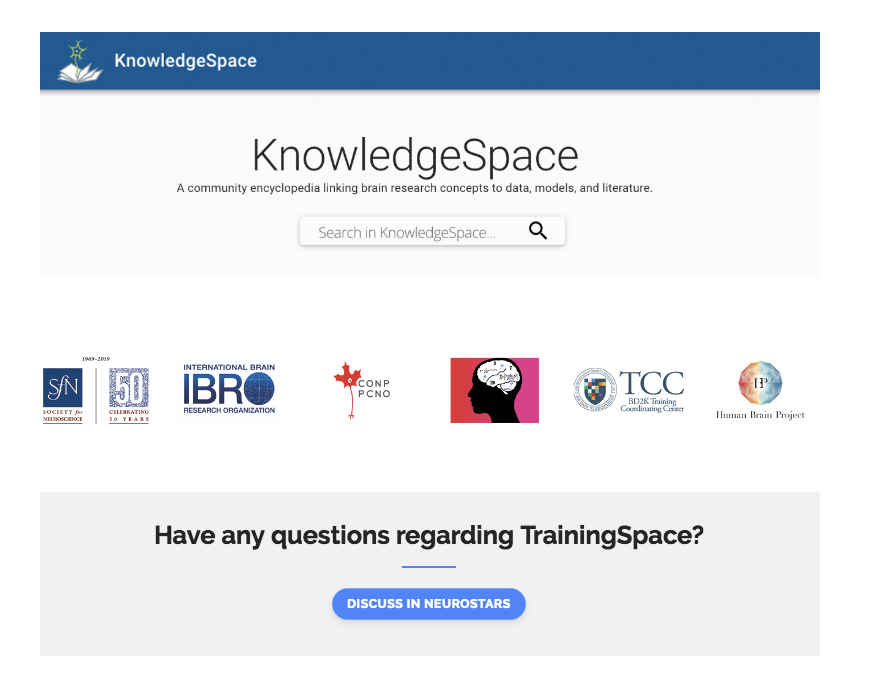 KnowledgeSpace
KnowledgeSpace
A community encyclopedia linking brain research concepts to data, models, and literature.
Search in KnowledgeSpace...
1969-2019
SfN
SOCIETY for
NEUROSCIENCE
50
CELEBRATING
50 YEARS
INTERNATIONAL BRAIN
IBRO
RESEARCH ORGANIZATION
CONP
PCNO
TCC
BD2K Training
Coordinating Center
HP
Human Brain Project
Have any questions regarding TrainingSpace?
DISCUSS IN NEUROSTARS